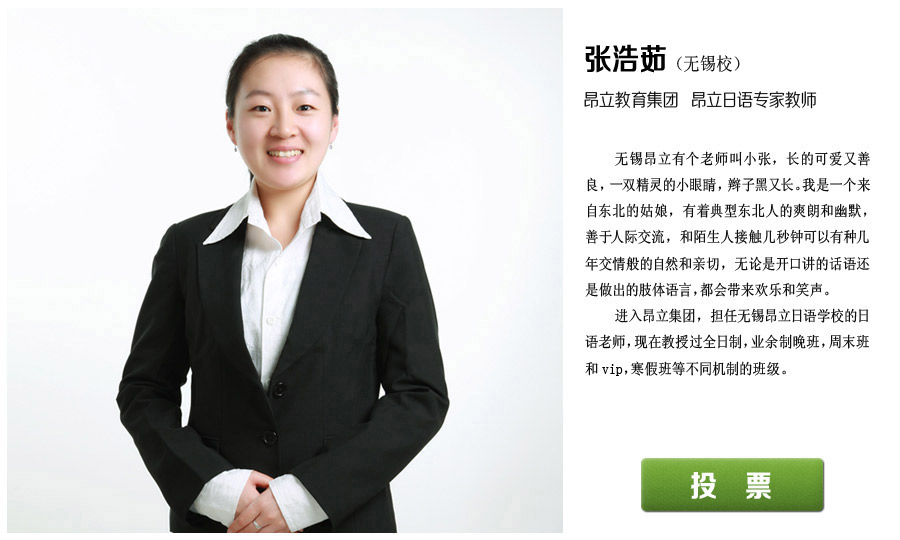 张浩茹（无锡校）
昂立教育集团 昂立日语专家教师
无锡昂立有个老师叫小张，长的可爱又善
良，一双精灵的小眼睛，辫子黑又长。我是一个来
自东北的姑娘，有着典型东北人的爽朗和幽默，
善于人际交流，和陌生人接触几秒钟可以有种几
年交情般的自然和亲切，无论是开口讲的话语还
是做出的肢体语言，都会带来欢乐和笑声。
进入昂立集团，担任无锡昂立日语学校的日
语老师，现在教授过全日制，业余制晚班，周末班
和 vip，寒假班等不同机制的班级。
投 票